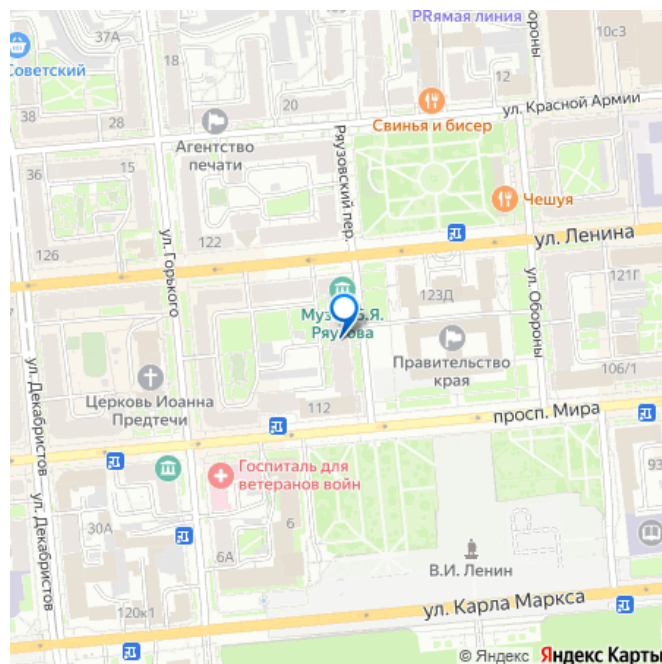 37А
18
PRямая линия
Обороны
10с3
Советский
12
20
ул. Красной Армии
38
28
Агентство
печати
Свинья и бисер
36
15
Ряузовский пер.
Чешуя
126
122
ул. Горького
ул. Ленина
121Г
123Д
ул. Обороны
Правительство
края
106/1
ул. Декабристов
Церковь Иоанна
Предтечи
112
просп. Мира
Госпиталь для
ветеранов войн
93
ул. Декабристов
30А
6
6А
В.И. Ленин
120к1
ул. Карла Маркса
© Яндекс Яндекс Карты